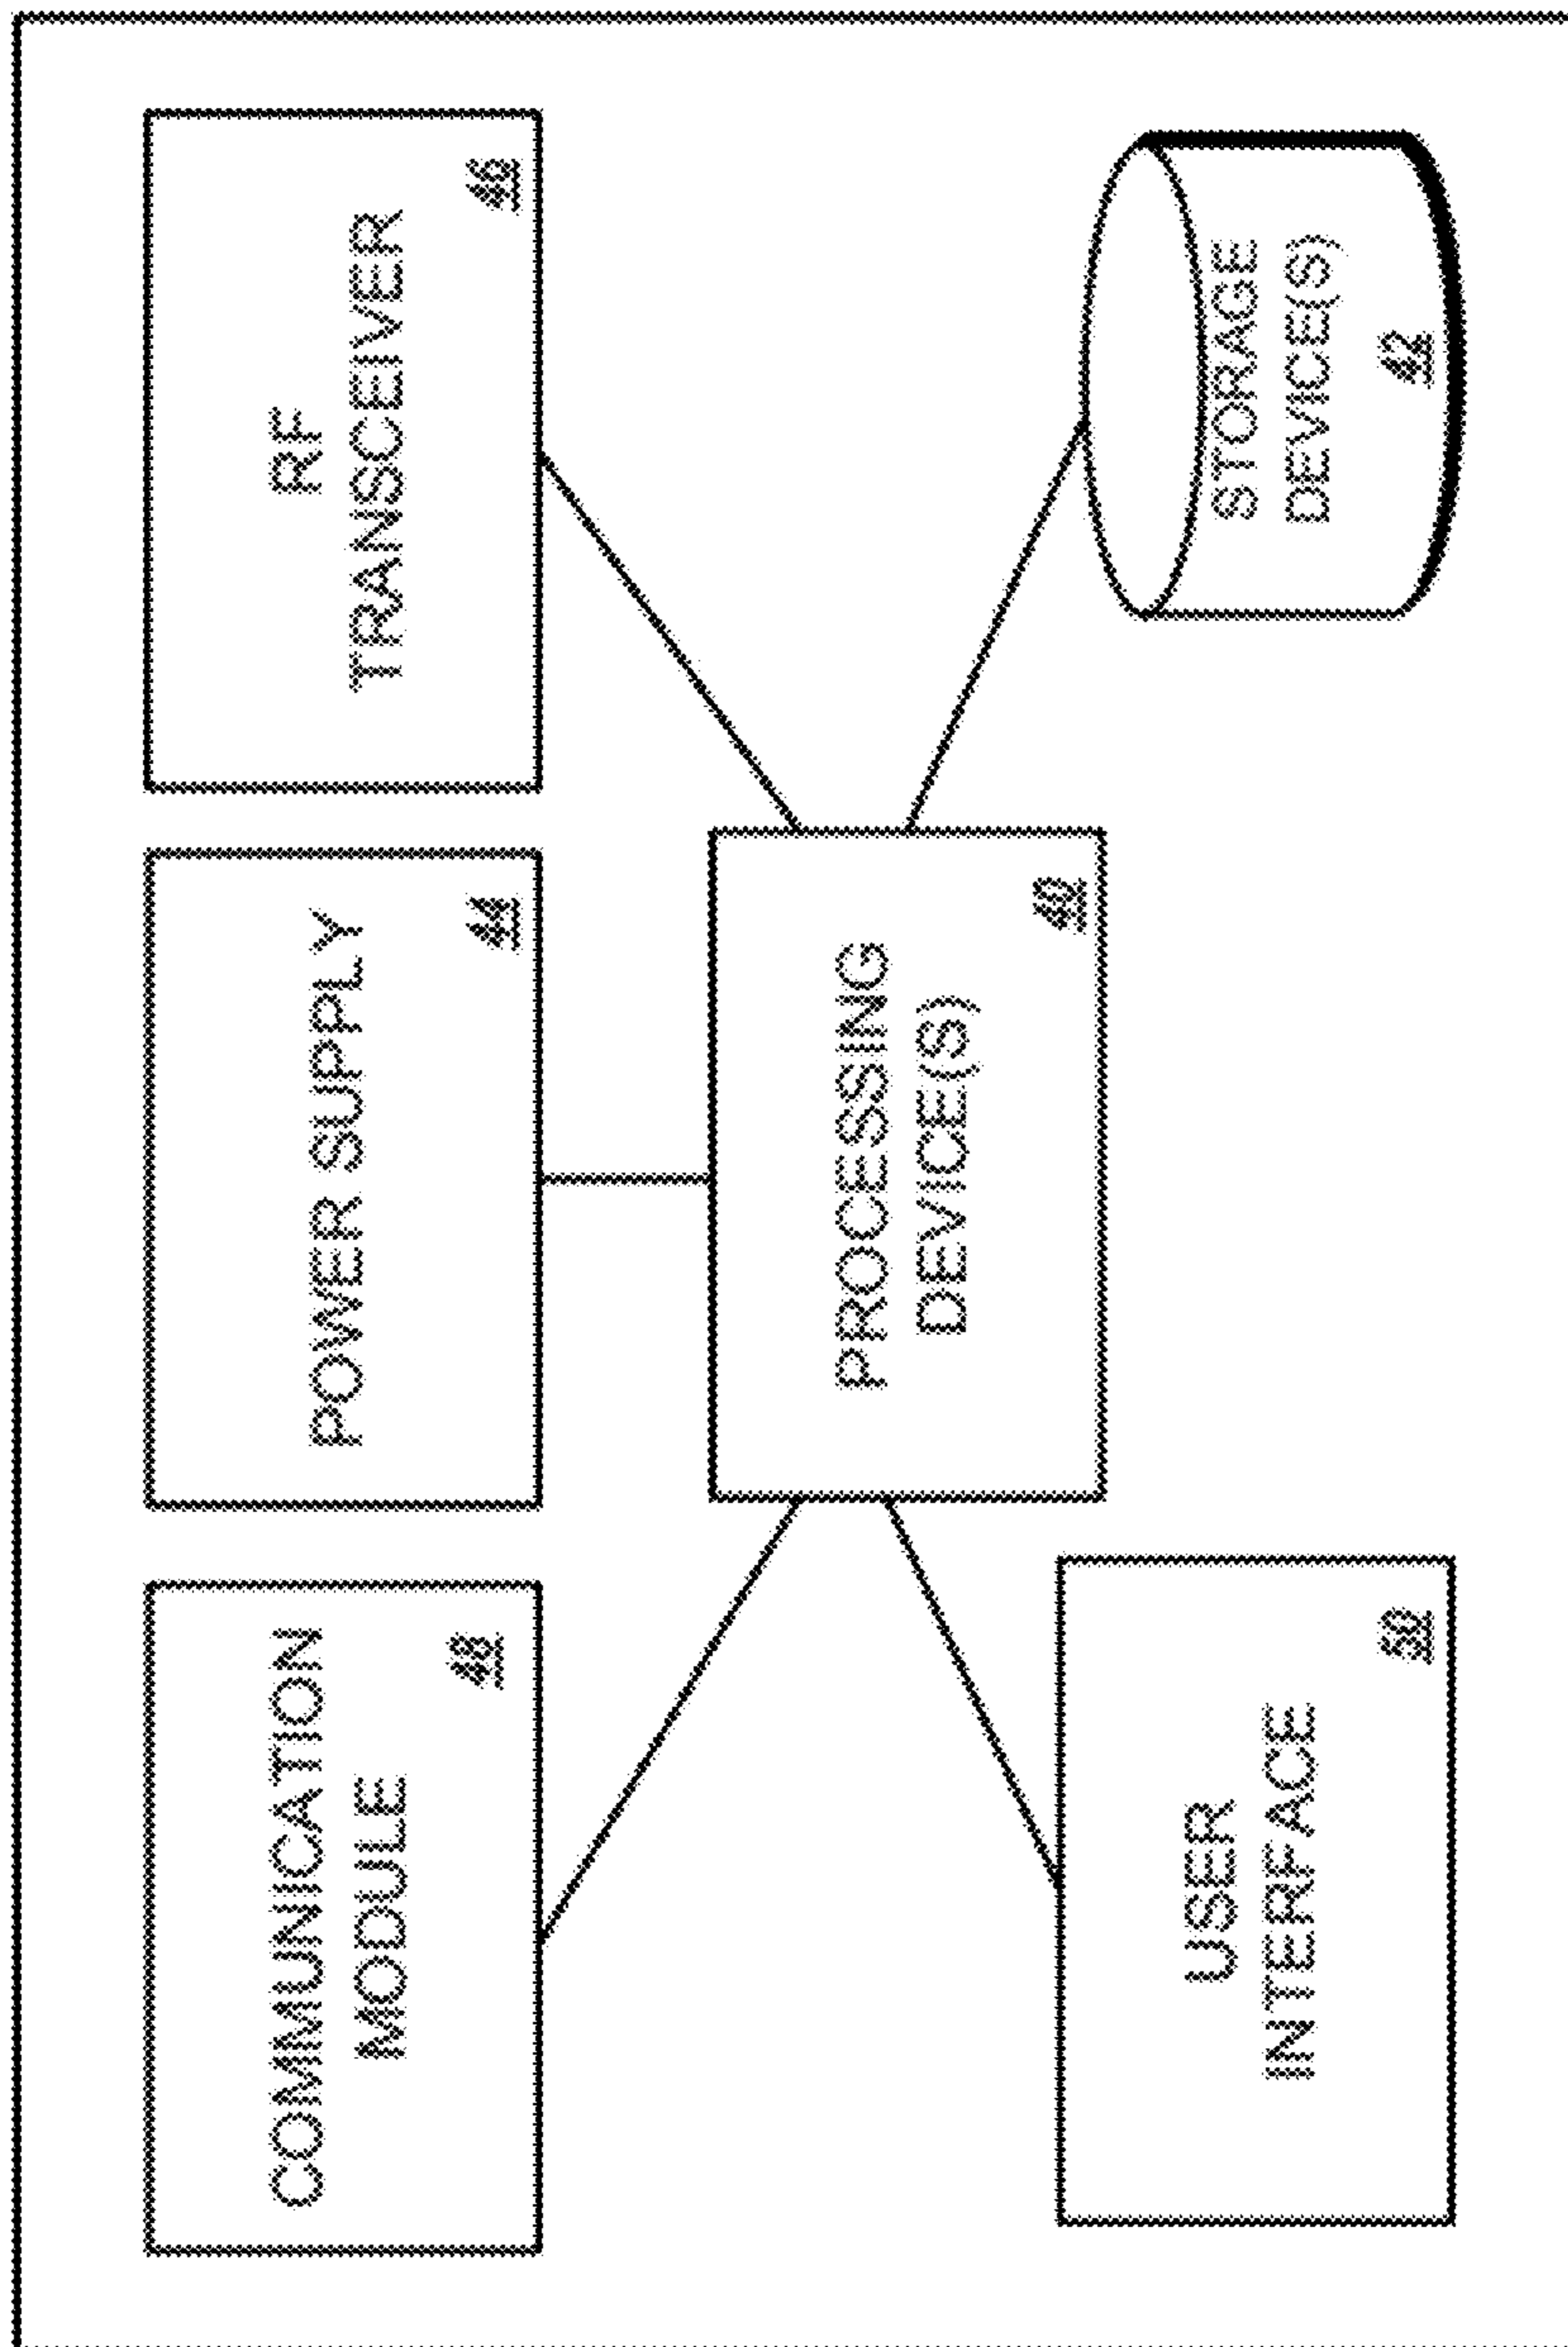 COMMUNICATION
MODULE
48
POWER SUPPLY
44
RF
TRANSCEIVER
46
PROCESSING
DEVICE(S)
40
USER
INTERFACE
50
STORAGE
DEVICE(S)
42